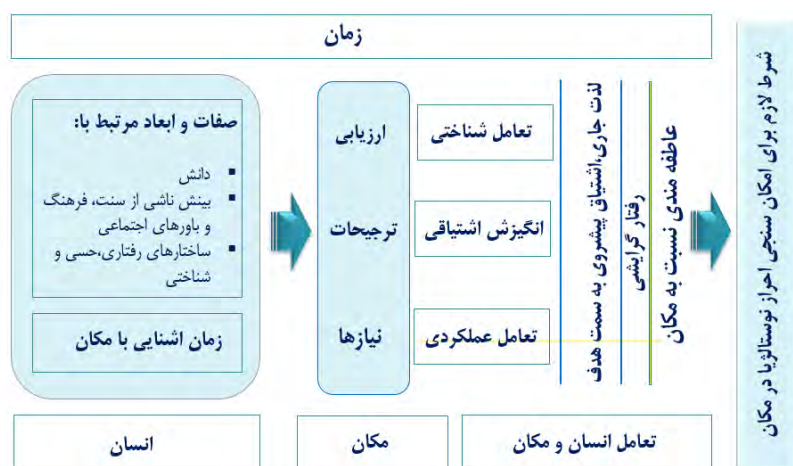 زمان
صفات و ابعاد مرتبط با:
▪ دانش
▪ بینش ناشی از سنت، فرهنگ
و باورهای اجتماعی
▪ ساختارهای رفتاری،حسی و
شناختی
زمان اشنایی با مکان
ارزیابی
ترجیحات
نیازها
تعامل شناختی
انگیزش اشتیاقی
تعامل عملکردی
لذت جاری،اشتیاق پیشروی به سمت هدف
رفتار گرایشی
عاطفه مندی نسبت به مکان
شرط لازم برای امکان سنجی احراز نوستالژیا در مکان
انسان
مکان
تعامل انسان و مکان